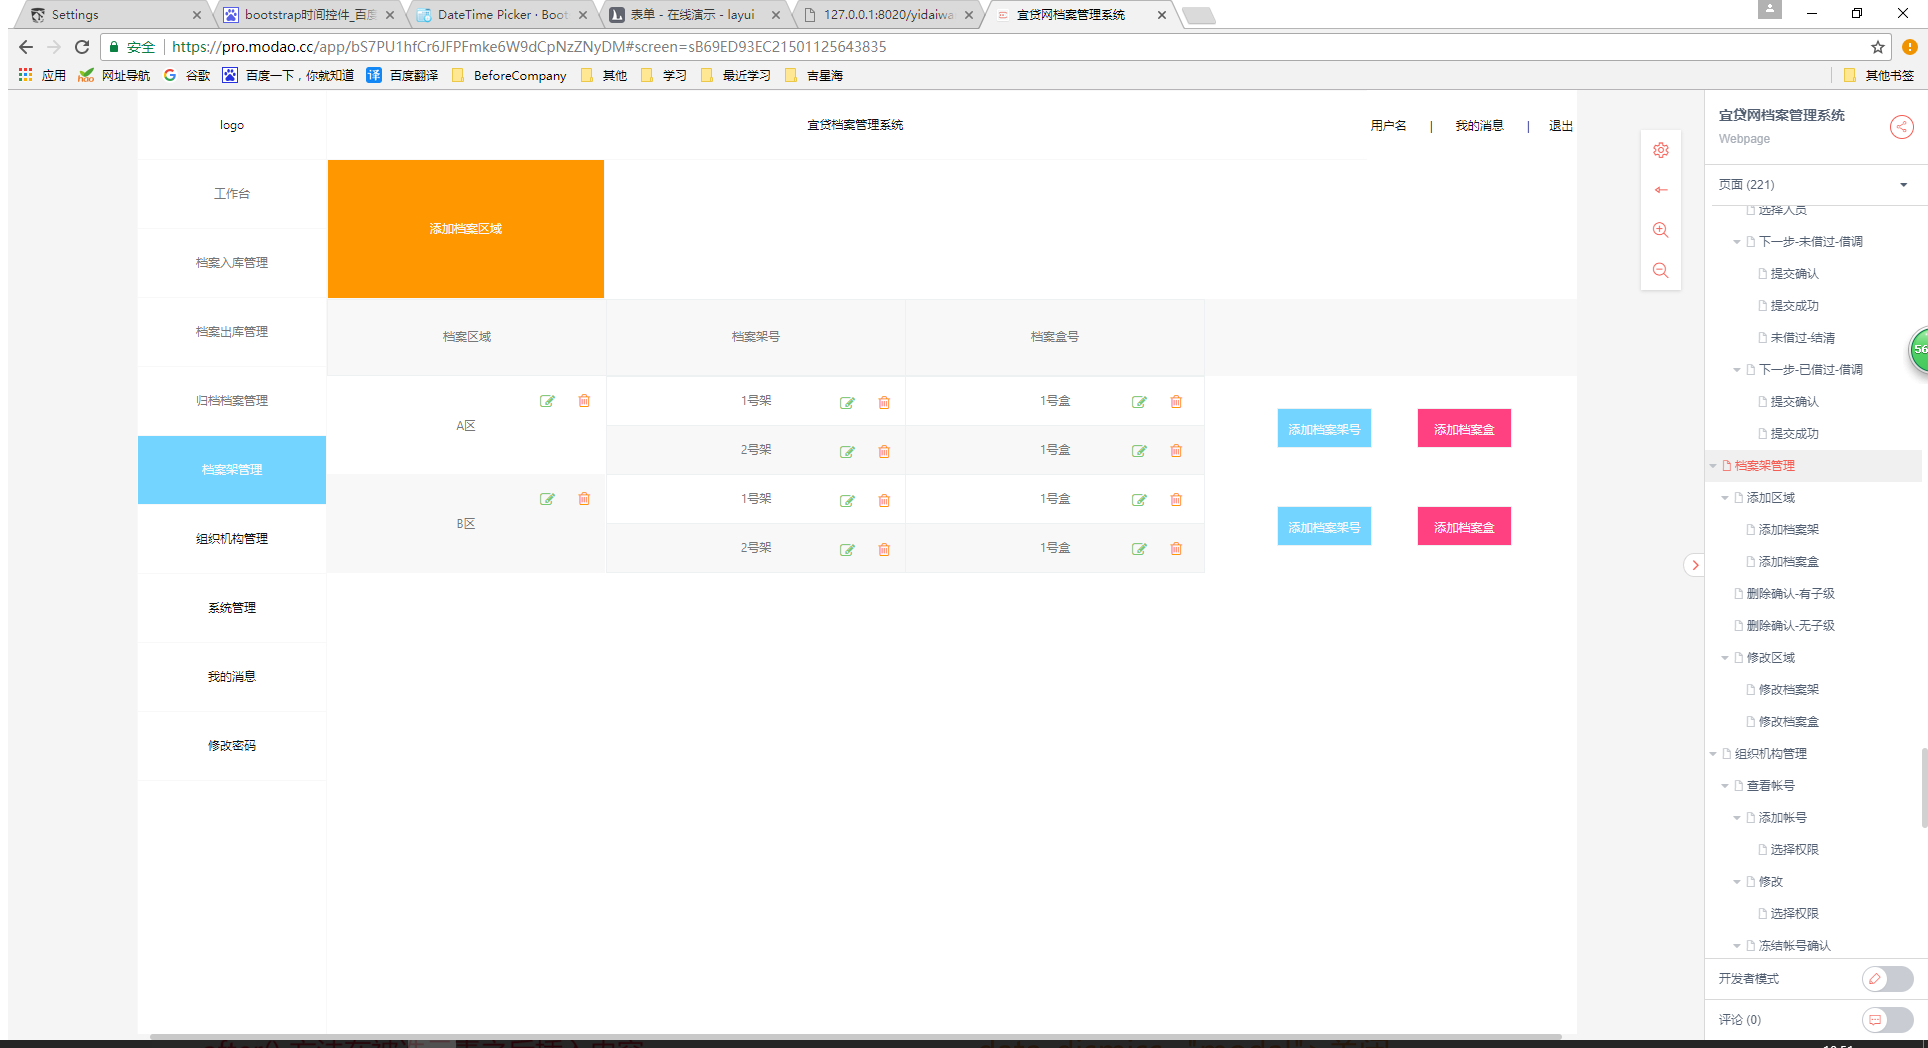 Settings
bootstrap时间控件_百度
DateTime Picker · Boot
表单 - 在线演示 - layui
127.0.0.1:8020/yidaiwa
宜贷网档案管理系统
安全
https://pro.modao.cc/app/bS7PU1hfCr6JFPFmke6W9dCpNzZNyDM#screen=sB69ED93EC21501125643835
应用
网址导航
谷歌
百度一下，你就知道
译 百度翻译
BeforeCompany
其他
学习
最近学习
吉星海
其他书签
logo
宜贷档案管理系统
用户名 | 我的消息 | 退出
工作台
档案入库管理
档案出库管理
归档档案管理
档案架管理
组织机构管理
系统管理
我的消息
修改密码
添加档案区域
档案区域 档案架号 档案盒号
A区
1号架 1号盒
2号架 1号盒
添加档案架号 添加档案盒
B区
1号架 1号盒
2号架 1号盒
添加档案架号 添加档案盒
宜贷网档案管理系统
Webpage
页面 (221)
选择人员
下一步-未借过-借调
提交确认
提交成功
未借过-结清
下一步-已借过-借调
提交确认
提交成功
档案架管理
添加区域
添加档案架
添加档案盒
删除确认-有子级
删除确认-无子级
修改区域
修改档案架
修改档案盒
组织机构管理
查看帐号
添加帐号
选择权限
修改
选择权限
冻结帐号确认
开发者模式
评论 (0)
56